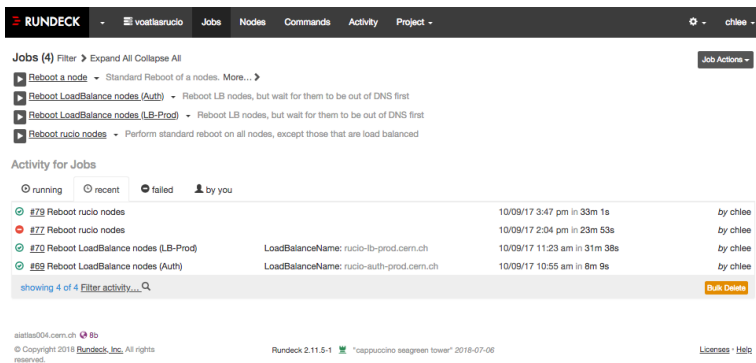 RUNDECK voatlasrucio Jobs Nodes Commands Activity Project chlee
Jobs (4) Filter Expand All Collapse All
Job Actions
Reboot a node Standard Reboot of a nodes. More...
Reboot LoadBalance nodes (Auth) Reboot LB nodes, but wait for them to be out of DNS first
Reboot LoadBalance nodes (LB-Prod) Reboot LB nodes, but wait for them to be out of DNS first
Reboot rucio nodes Perform standard reboot on all nodes, except those that are load balanced
Activity for Jobs
running recent failed by you
#79 Reboot rucio nodes 10/09/17 3:47 pm in 33m 1s by chlee
#77 Reboot rucio nodes 10/09/17 2:04 pm in 23m 53s by chlee
#70 Reboot LoadBalance nodes (LB-Prod) LoadBalanceName: rucio-lb-prod.cern.ch 10/09/17 11:23 am in 31m 38s by chlee
#69 Reboot LoadBalance nodes (Auth) LoadBalanceName: rucio-auth-prod.cern.ch 10/09/17 10:55 am in 8m 9s by chlee
showing 4 of 4 Filter activity... Bulk Delete
aiatlas004.cern.ch 8b
© Copyright 2018 Rundeck, Inc. All rights reserved.
Rundeck 2.11.5-1 "cappuccino seagreen tower" 2018-07-06
Licenses - Help